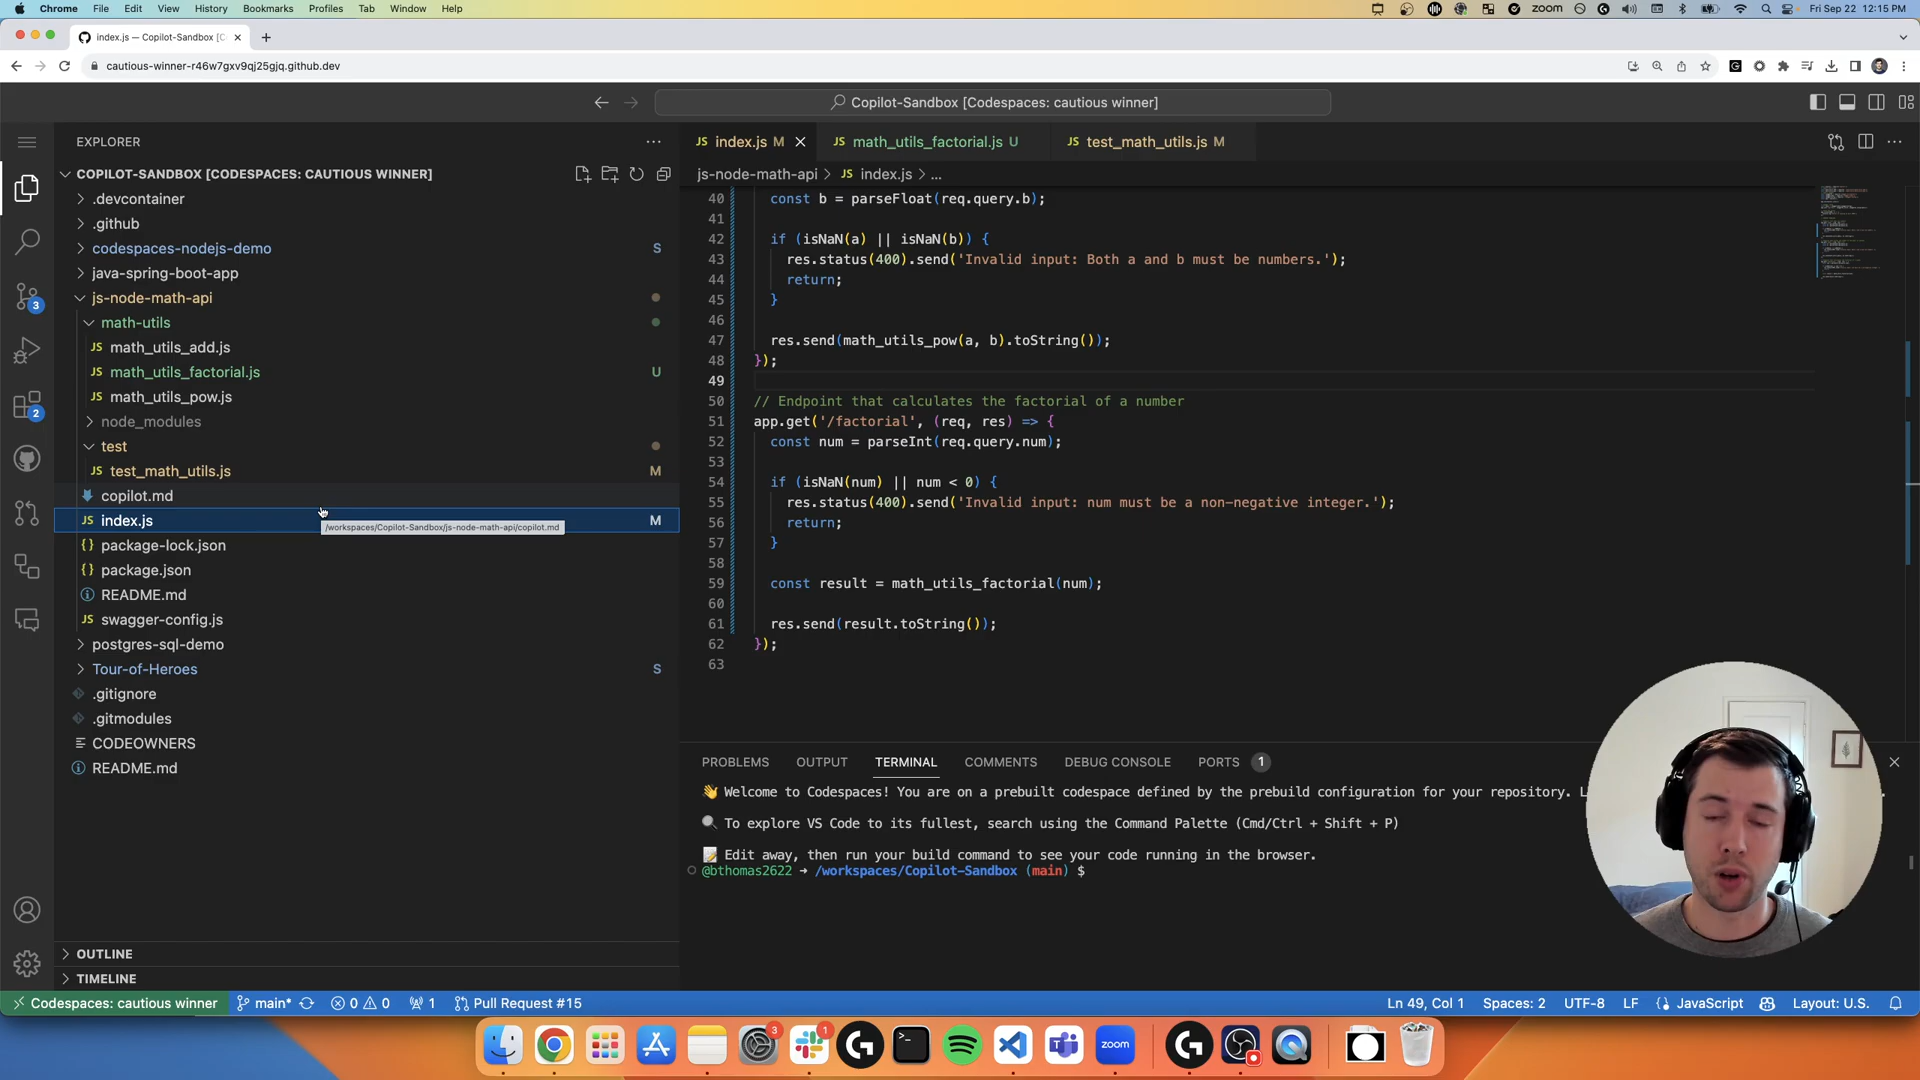 Chrome File Edit View History Bookmarks Profiles Tab Window Help
zoom Fri Sep 22 12:15 PM
index.js — Copilot-Sandbox [C
cautious-winner-r46w7gxv9qj25gjq.github.dev
Copilot-Sandbox [Codespaces: cautious winner]
EXPLORER
COPILOT-SANDBOX [CODESPACES: CAUTIOUS WINNER]
.devcontainer
.github
codespaces-nodejs-demo S
java-spring-boot-app
js-node-math-api
3
math-utils
JS math_utils_add.js
JS math_utils_factorial.js U
JS math_utils_pow.js
2
node_modules
test
JS test_math_utils.js M
copilot.md
JS index.js M
/workspaces/Copilot-Sandbox/js-node-math-api/copilot.md
{} package-lock.json
{} package.json
README.md
JS swagger-config.js
postgres-sql-demo
Tour-of-Heroes S
.gitignore
.gitmodules
CODEOWNERS
README.md
OUTLINE
TIMELINE
JS index.js M
JS math_utils_factorial.js U
JS test_math_utils.js M
js-node-math-api > JS index.js > ...
40 const b = parseFloat(req.query.b);
41
42 if (isNaN(a) || isNaN(b)) {
43 res.status(400).send('Invalid input: Both a and b must be numbers.');
44 return;
45 }
46
47 res.send(math_utils_pow(a, b).toString());
48 });
49
50 // Endpoint that calculates the factorial of a number
51 app.get('/factorial', (req, res) => {
52 const num = parseInt(req.query.num);
53
54 if (isNaN(num) || num < 0) {
55 res.status(400).send('Invalid input: num must be a non-negative integer.');
56 return;
57 }
58
59 const result = math_utils_factorial(num);
60
61 res.send(result.toString());
62 });
63
PROBLEMS OUTPUT TERMINAL COMMENTS DEBUG CONSOLE PORTS 1
👋 Welcome to Codespaces! You are on a prebuilt codespace defined by the prebuild configuration for your repository.
🔍 To explore VS Code to its fullest, search using the Command Palette (Cmd/Ctrl + Shift + P)
📝 Edit away, then run your build command to see your code running in the browser.
@bthomas2622 → /workspaces/Copilot-Sandbox (main) $
Codespaces: cautious winner main* 0 0 1 Pull Request #15
Ln 49, Col 1 Spaces: 2 UTF-8 LF {} JavaScript Layout: U.S.
3 1 zoom